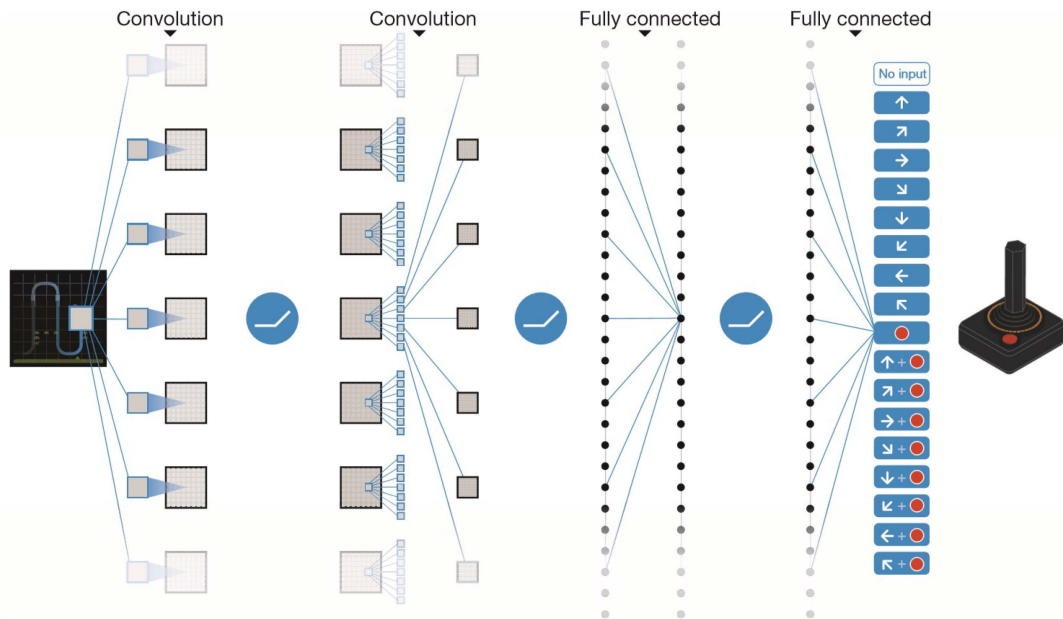 Convolution
Convolution
Fully connected
Fully connected
No input
+
+
+
+
+
+
+
+